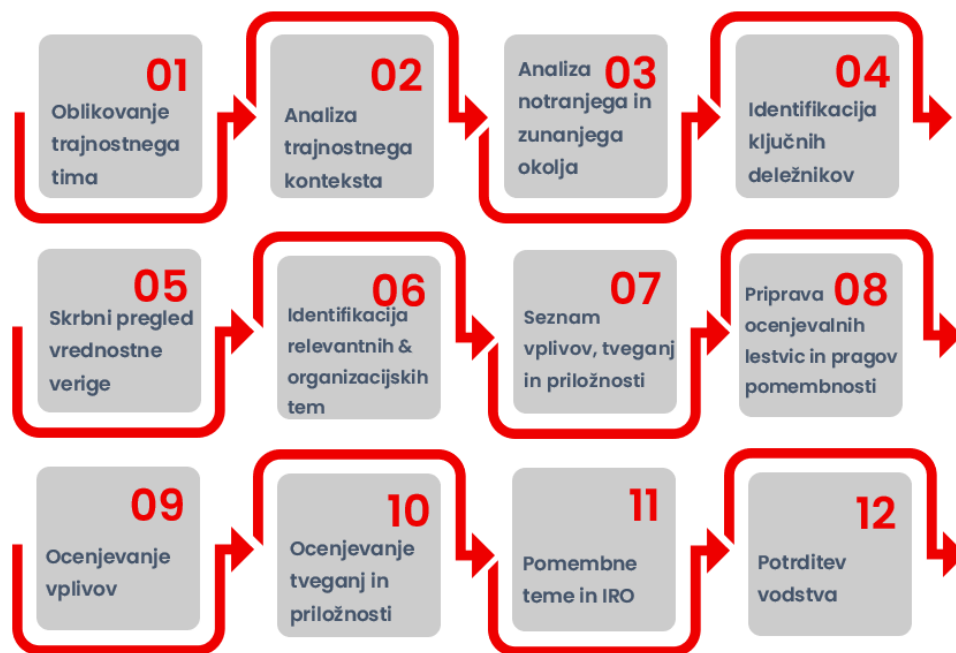 01
Oblikovanje
trajnostnega
tima
02
Analiza
trajnostnega
konteksta
03
Analiza
notranjega in
zunanjega
okolja
04
Identifikacija
ključnih
deležnikov
05
Skrbni pregled
vrednostne
verige
06
Identifikacija
relevantnih &
organizacijskih
tem
07
Seznam
vplivov, tveganj
in priložnosti
08
Priprava
ocenjevalnih
lestvic in pragov
pomembnosti
09
Ocenjevanje
vplivov
10
Ocenjevanje
tveganj in
priložnosti
11
Pomembne
teme in IRO
12
Potrditev
vodstva